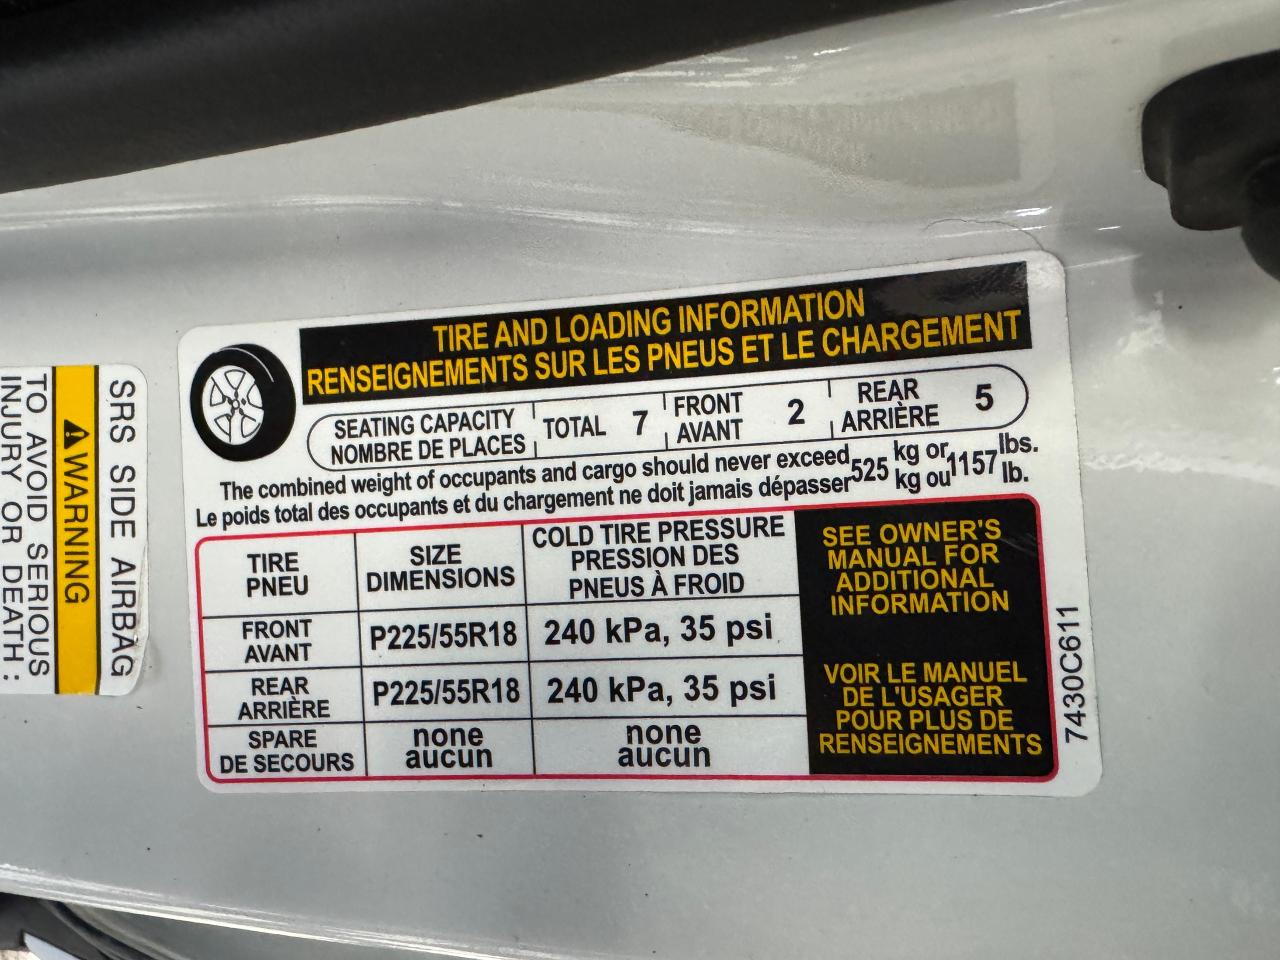 TIRE AND LOADING INFORMATION
RENSEIGNEMENTS SUR LES PNEUS ET LE CHARGEMENT
SEATING CAPACITY
NOMBRE DE PLACES
TOTAL 7
FRONT
AVANT
2
REAR
ARRIÈRE
5
The combined weight of occupants and cargo should never exceed 525 kg or 1157 lbs.
Le poids total des occupants et du chargement ne doit jamais dépasser kg ou lb.
TIRE
PNEU
SIZE
DIMENSIONS
COLD TIRE PRESSURE
PRESSION DES
PNEUS À FROID
FRONT
AVANT
P225/55R18
240 kPa, 35 psi
REAR
ARRIÈRE
P225/55R18
240 kPa, 35 psi
SPARE
DE SECOURS
none
aucun
none
aucun
SEE OWNER'S
MANUAL FOR
ADDITIONAL
INFORMATION
VOIR LE MANUEL
DE L'USAGER
POUR PLUS DE
RENSEIGNEMENTS
7430C611
SRS SIDE AIRBAG
WARNING
TO AVOID SERIOUS
INJURY OR DEATH: